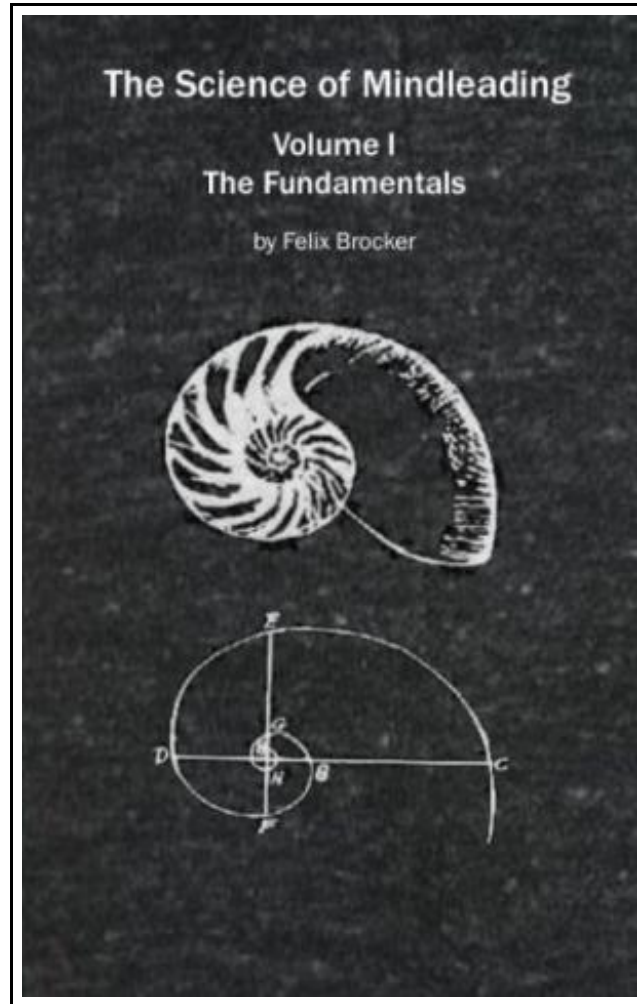 The Science of Mindleading
Volume I
The Fundamentals
by Felix Brocker
E
G
D
C
B
N
F